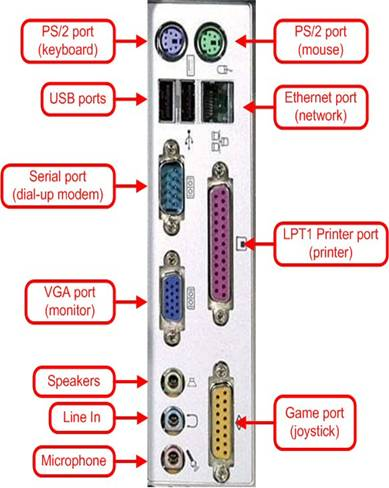 PS/2 port
(keyboard)
PS/2 port
(mouse)
USB ports
Ethernet port
(network)
Serial port
(dial-up modem)
LPT1 Printer port
(printer)
VGA port
(monitor)
Speakers
Line In
Game port
(joystick)
Microphone